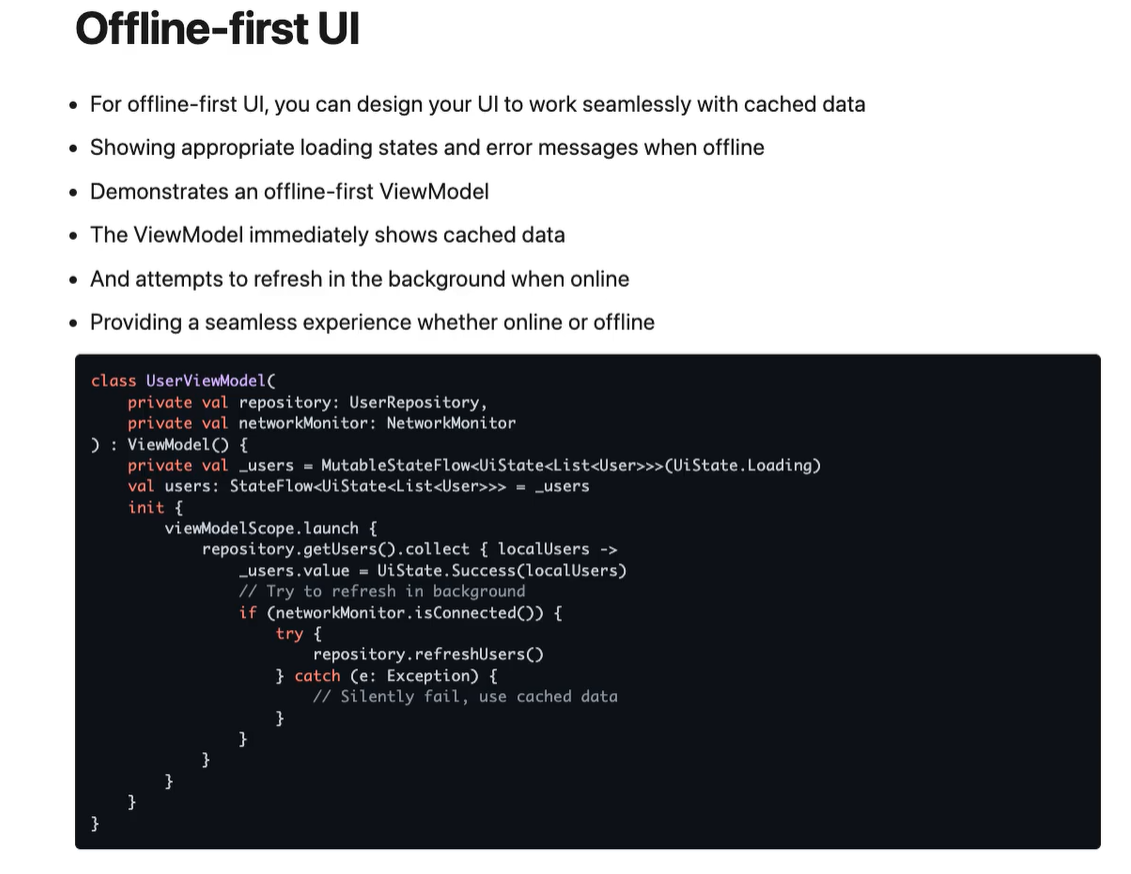 Offline-first UI
• For offline-first UI, you can design your UI to work seamlessly with cached data
• Showing appropriate loading states and error messages when offline
• Demonstrates an offline-first ViewModel
• The ViewModel immediately shows cached data
• And attempts to refresh in the background when online
• Providing a seamless experience whether online or offline
class UserViewModel(
    private val repository: UserRepository,
    private val networkMonitor: NetworkMonitor
) : ViewModel() {
    private val _users = MutableStateFlow<UiState<List<User>>>(UiState.Loading)
    val users: StateFlow<UiState<List<User>>> = _users
    init {
        viewModelScope.launch {
            repository.getUsers().collect { localUsers ->
                _users.value = UiState.Success(localUsers)
                // Try to refresh in background
                if (networkMonitor.isConnected()) {
                    try {
                        repository.refreshUsers()
                    } catch (e: Exception) {
                        // Silently fail, use cached data
                    }
                }
            }
        }
    }
}